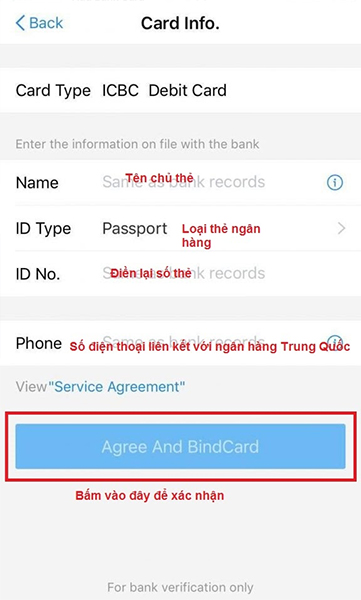 Back
Card Info.
Card Type ICBC Debit Card
Enter the information on file with the bank
Name Same as bank records
Tên chủ thẻ
ID Type Passport
Loại thẻ ngân
hàng
ID No. Same as bank records
Điền lại số thẻ
Phone Same as bank records
Số điện thoại liên kết với ngân hàng Trung Quốc
View "Service Agreement"
Agree And BindCard
Bấm vào đây để xác nhận
For bank verification only